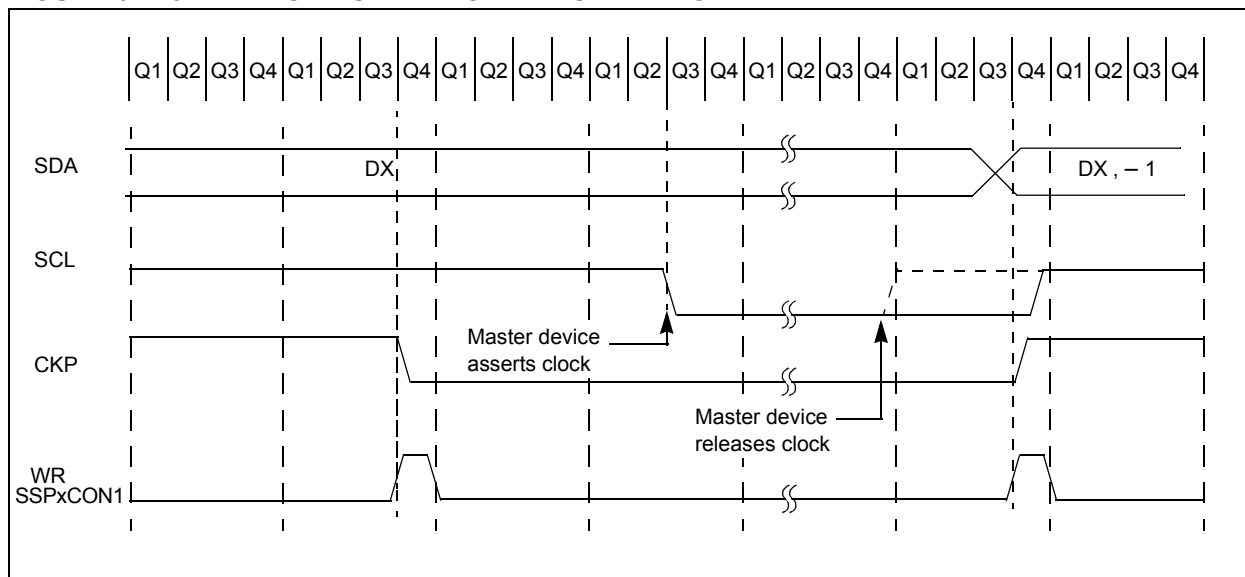 Q1 Q2 Q3 Q4 Q1 Q2 Q3 Q4 Q1 Q2 Q3 Q4 Q1 Q2 Q3 Q4 Q1 Q2 Q3 Q4 Q1 Q2 Q3 Q4 Q1 Q2 Q3 Q4
SDA
DX
DX , – 1
SCL
Master device
asserts clock
CKP
Master device
releases clock
WR
SSPxCON1